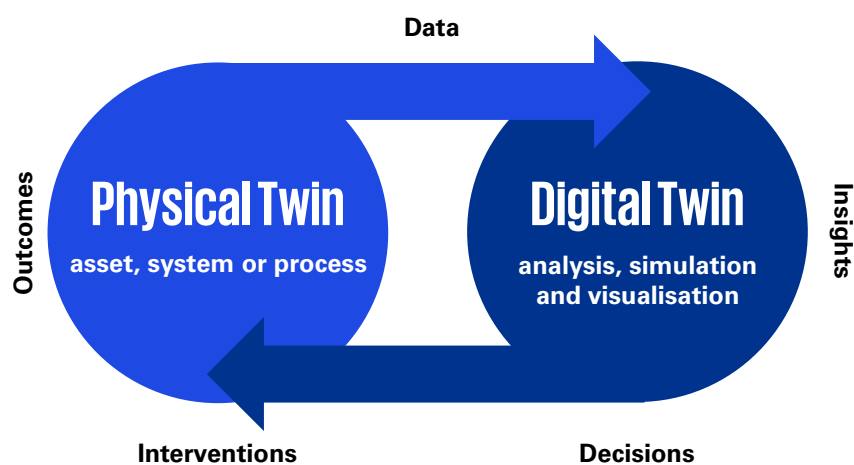 Data
Outcomes
Physical Twin
asset, system or process
Digital Twin
analysis, simulation
and visualisation
Insights
Interventions
Decisions